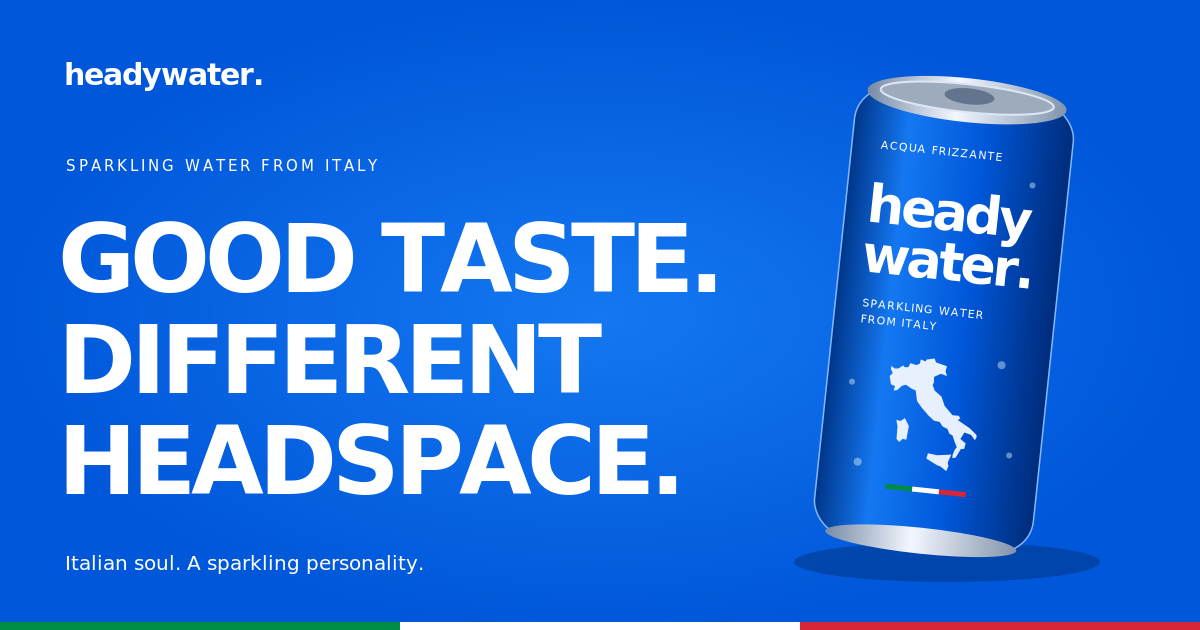 headywater.
SPARKLING WATER FROM ITALY
GOOD TASTE.
DIFFERENT
HEADSPACE.
Italian soul. A sparkling personality.
ACQUA FRIZZANTE
heady
water.
SPARKLING WATER
FROM ITALY